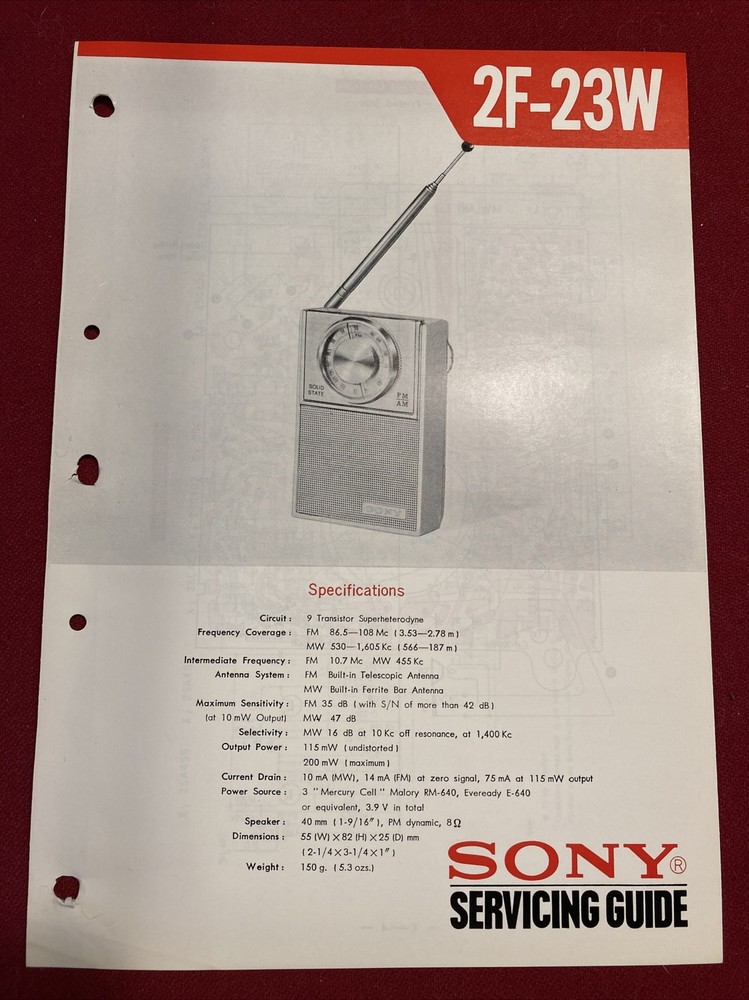 2F-23W
SOLID
STATE
FM
AM
SONY
Specifications
Circuit : 9 Transistor Superheterodyne
Frequency Coverage : FM 86.5—108 Mc ( 3.53—2.78 m )
MW 530—1,605 Kc ( 566—187 m )
Intermediate Frequency : FM 10.7 Mc MW 455 Kc
Antenna System : FM Built-in Telescopic Antenna
MW Built-in Ferrite Bar Antenna
Maximum Sensitivity : FM 35 dB ( with S/N of more than 42 dB )
(at 10 mW Output) MW 47 dB
Selectivity : MW 16 dB at 10 Kc off resonance, at 1,400 Kc
Output Power : 115 mW ( undistorted )
200 mW ( maximum )
Current Drain : 10 mA (MW), 14 mA (FM) at zero signal, 75 mA at 115 mW output
Power Source : 3 " Mercury Cell " Malory RM-640, Eveready E-640
or equivalent, 3.9 V in total
Speaker : 40 mm ( 1-9/16" ), PM dynamic, 8Ω
Dimensions : 55 (W) × 82 (H) × 25 (D) mm
( 2-1/4 × 3-1/4 × 1" )
Weight : 150 g. ( 5.3 ozs.)
SONY®
SERVICING GUIDE